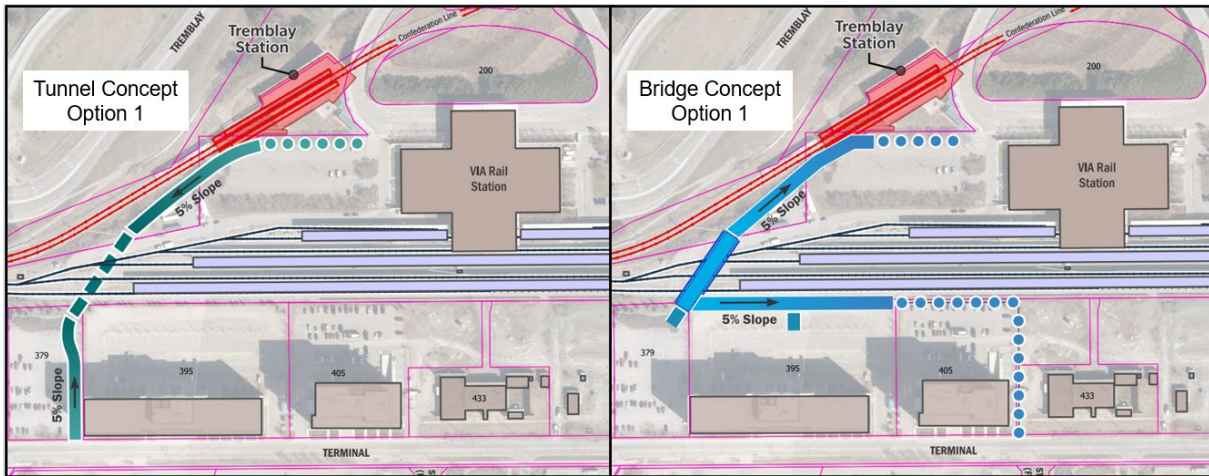 TREMBLAY
Tremblay
Station
Confederation Line
Tunnel Concept
Option 1
200
VIA Rail
Station
5% Slope
379
395
405
433
5% Slope
TERMINAL
TREMBLAY
Tremblay
Station
Confederation Line
Bridge Concept
Option 1
200
VIA Rail
Station
5% Slope
5% Slope
379
395
405
433
TERMINAL